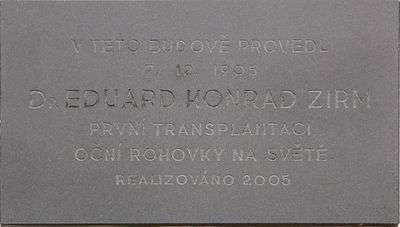 V TÉTO BUDOVĚ PROVEDL
7. 12. 1905
Dr. EDUARD KONRAD ZIRM
PRVNÍ TRANSPLANTACI
OČNÍ ROHOVKY NA SVĚTĚ
REALIZOVÁNO 2005